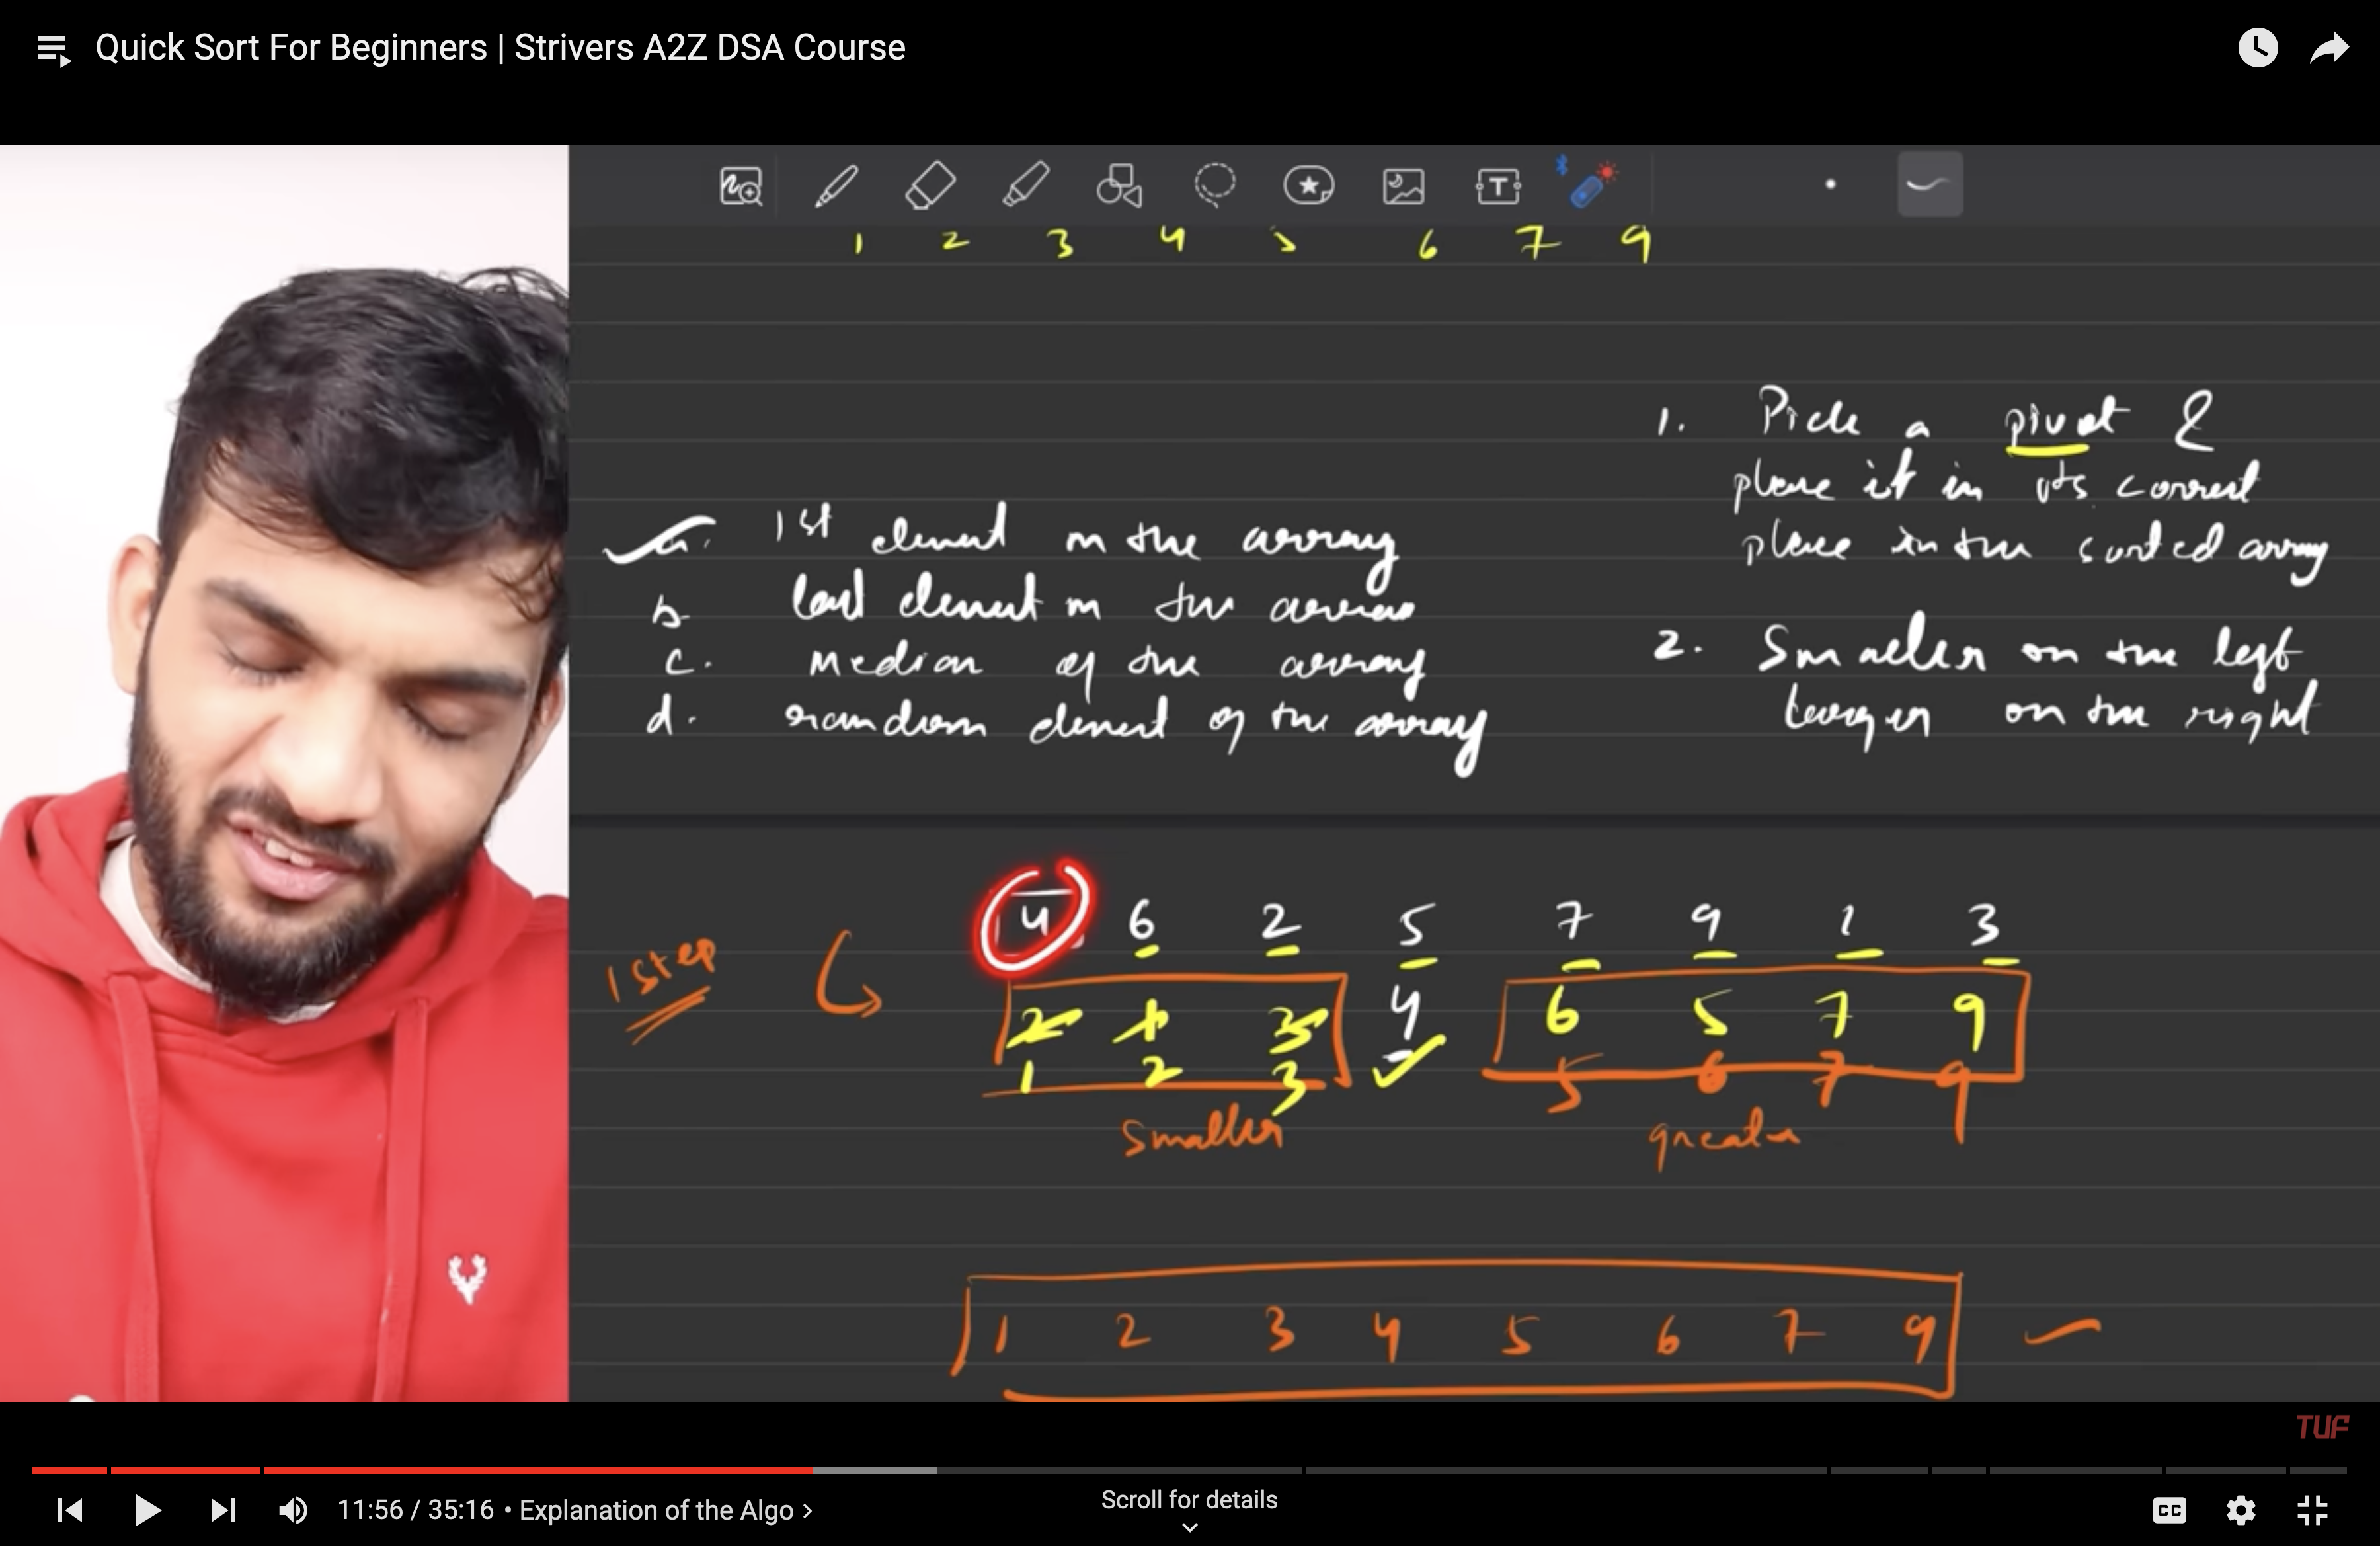 Quick Sort For Beginners | Strivers A2Z DSA Course
T
1 2 3 4 5 6 7 9
1. Pick a pivot &
place it in its correct
place in the sorted array
a. 1st element in the array
b. last element in the array
c. Median of the array
d. random element of the array
2. Smaller on the left
larger on the right
1 step
4 6 2 5 7 9 1 3
2 1 3 4 6 5 7 9
1 2 3 5 6 7 9
Smaller greater
1 2 3 4 5 6 7 9
TUF
11:56 / 35:16 • Explanation of the Algo >
Scroll for details
CC